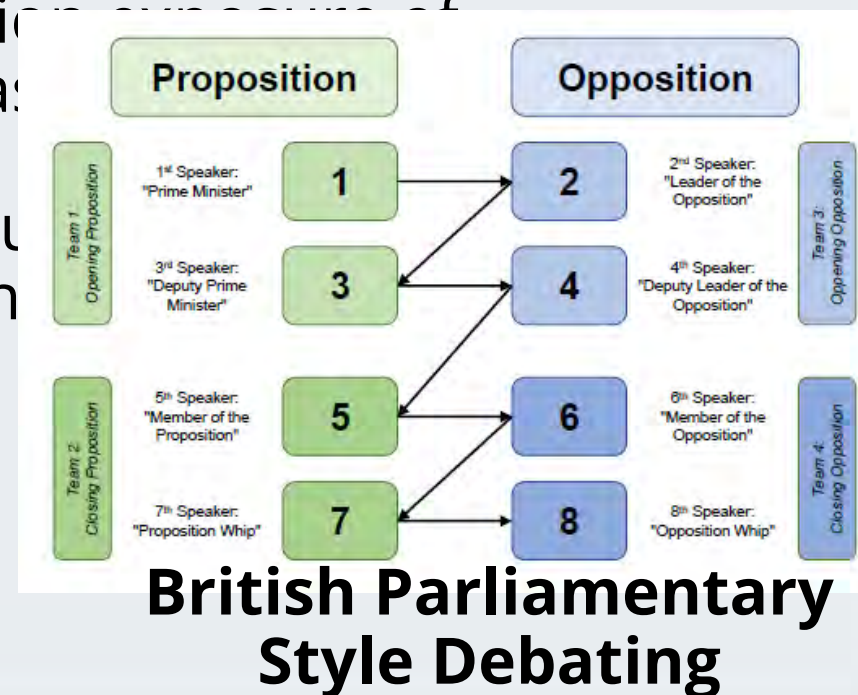 exposure of
Proposition
Opposition
Team 1:
Opening Proposition
1st Speaker:
"Prime Minister"
1
2
2nd Speaker:
"Leader of the
Opposition"
Team 3:
Oppening Opposition
3rd Speaker:
"Deputy Prime
Minister"
3
4
4th Speaker:
"Deputy Leader of the
Opposition"
Team 2:
Closing Proposition
5th Speaker:
"Member of the
Proposition"
5
6
6th Speaker:
"Member of the
Opposition"
Team 4:
Closing Opposition
7th Speaker:
"Proposition Whip"
7
8
8th Speaker:
"Opposition Whip"
British Parliamentary
Style Debating